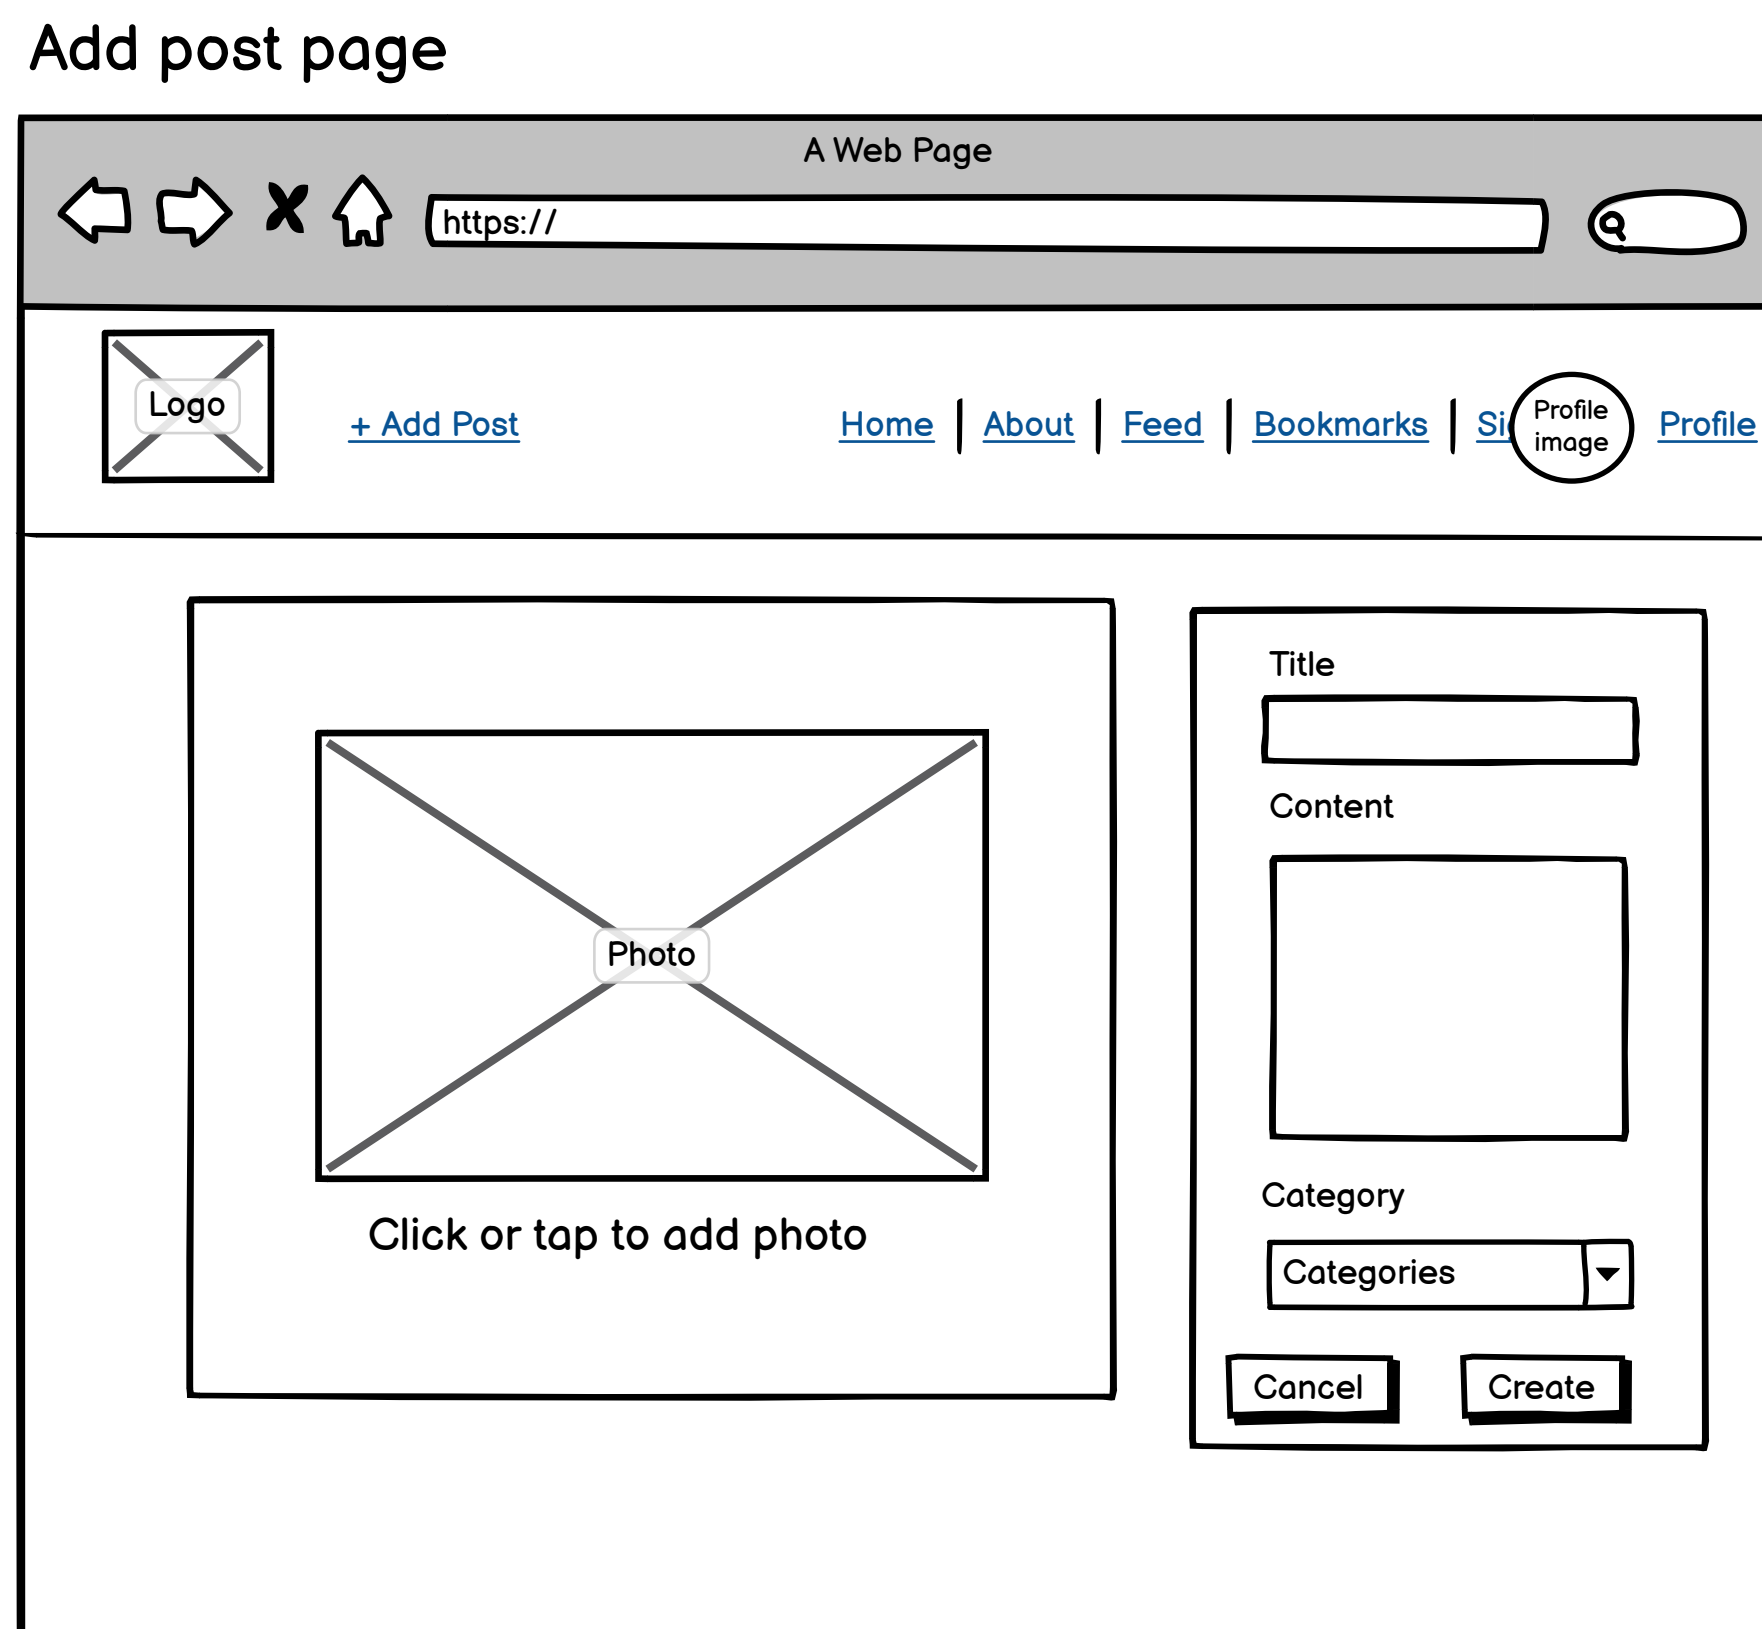 Add post page
A Web Page
https://
Logo
+ Add Post
Home
About
Feed
Bookmarks
Profile
image
Profile
Title
Content
Photo
Click or tap to add photo
Category
Categories
Cancel
Create